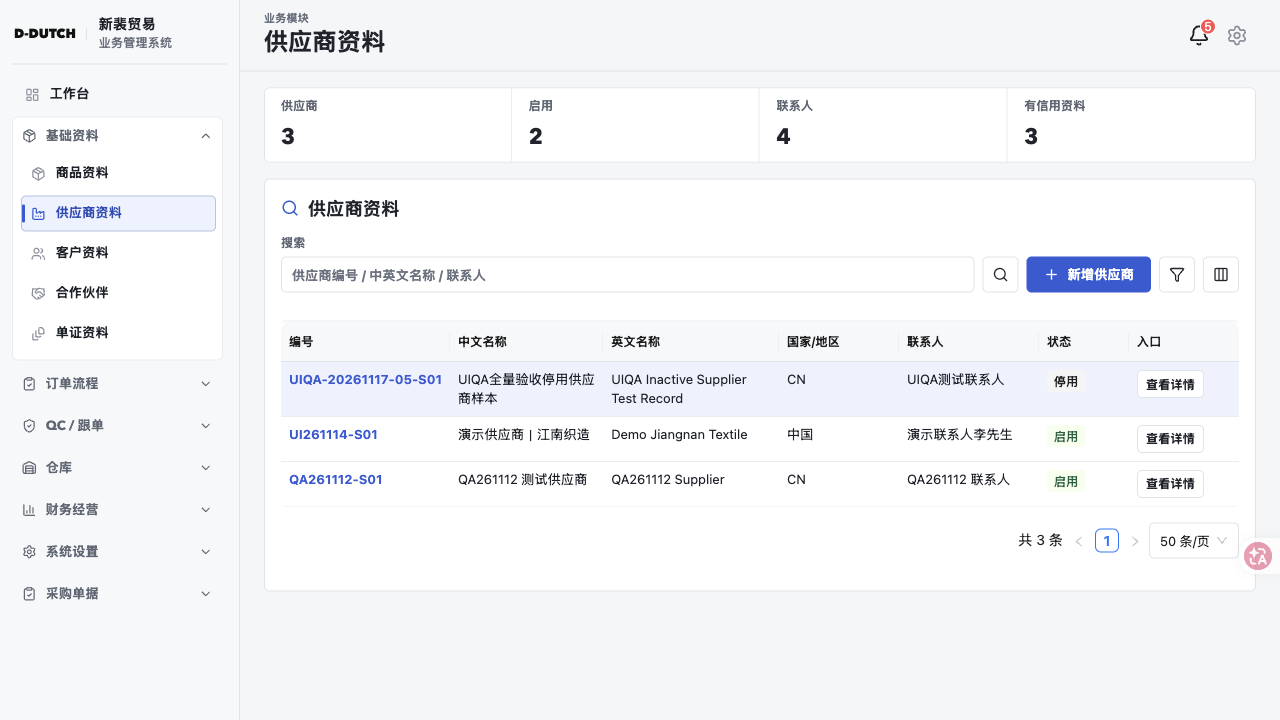 D-DUTCH
新裴贸易
业务管理系统
工作台
基础资料
商品资料
供应商资料
客户资料
合作伙伴
单证资料
订单流程
QC / 跟单
仓库
财务经营
系统设置
采购单据
业务模块
供应商资料
5
供应商
3
启用
2
联系人
4
有信用资料
3
供应商资料
搜索
供应商编号 / 中英文名称 / 联系人
新增供应商
编号 中文名称 英文名称 国家/地区 联系人 状态 入口
UIQA-20261117-05-S01 UIQA全量验收停用供应商样本 UIQA Inactive Supplier Test Record CN UIQA测试联系人 停用 查看详情
UI261114-S01 演示供应商 | 江南织造 Demo Jiangnan Textile 中国 演示联系人李先生 启用 查看详情
QA261112-S01 QA261112 测试供应商 QA261112 Supplier CN QA261112 联系人 启用 查看详情
共 3 条 1 50 条/页